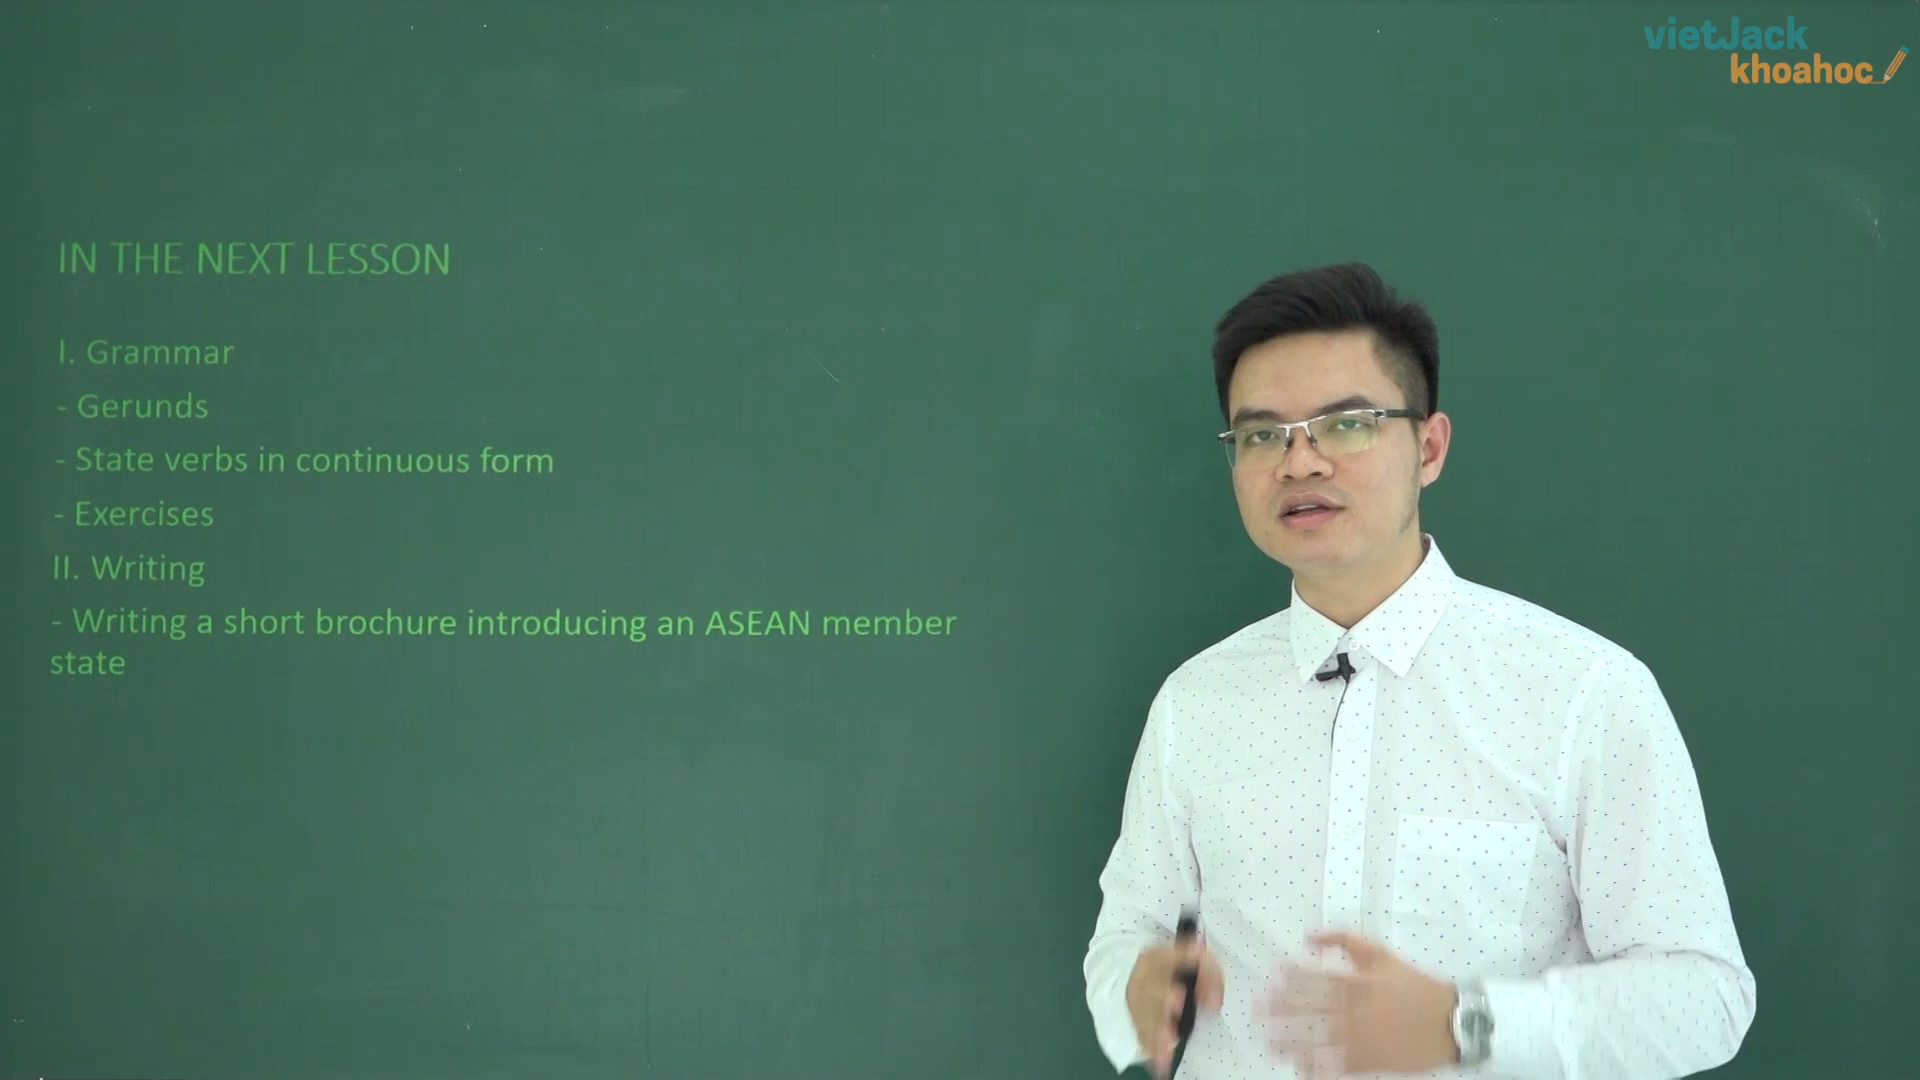 vietJack
khoahoc
IN THE NEXT LESSON
I. Grammar
- Gerunds
- State verbs in continuous form
- Exercises
II. Writing
- Writing a short brochure introducing an ASEAN member
state